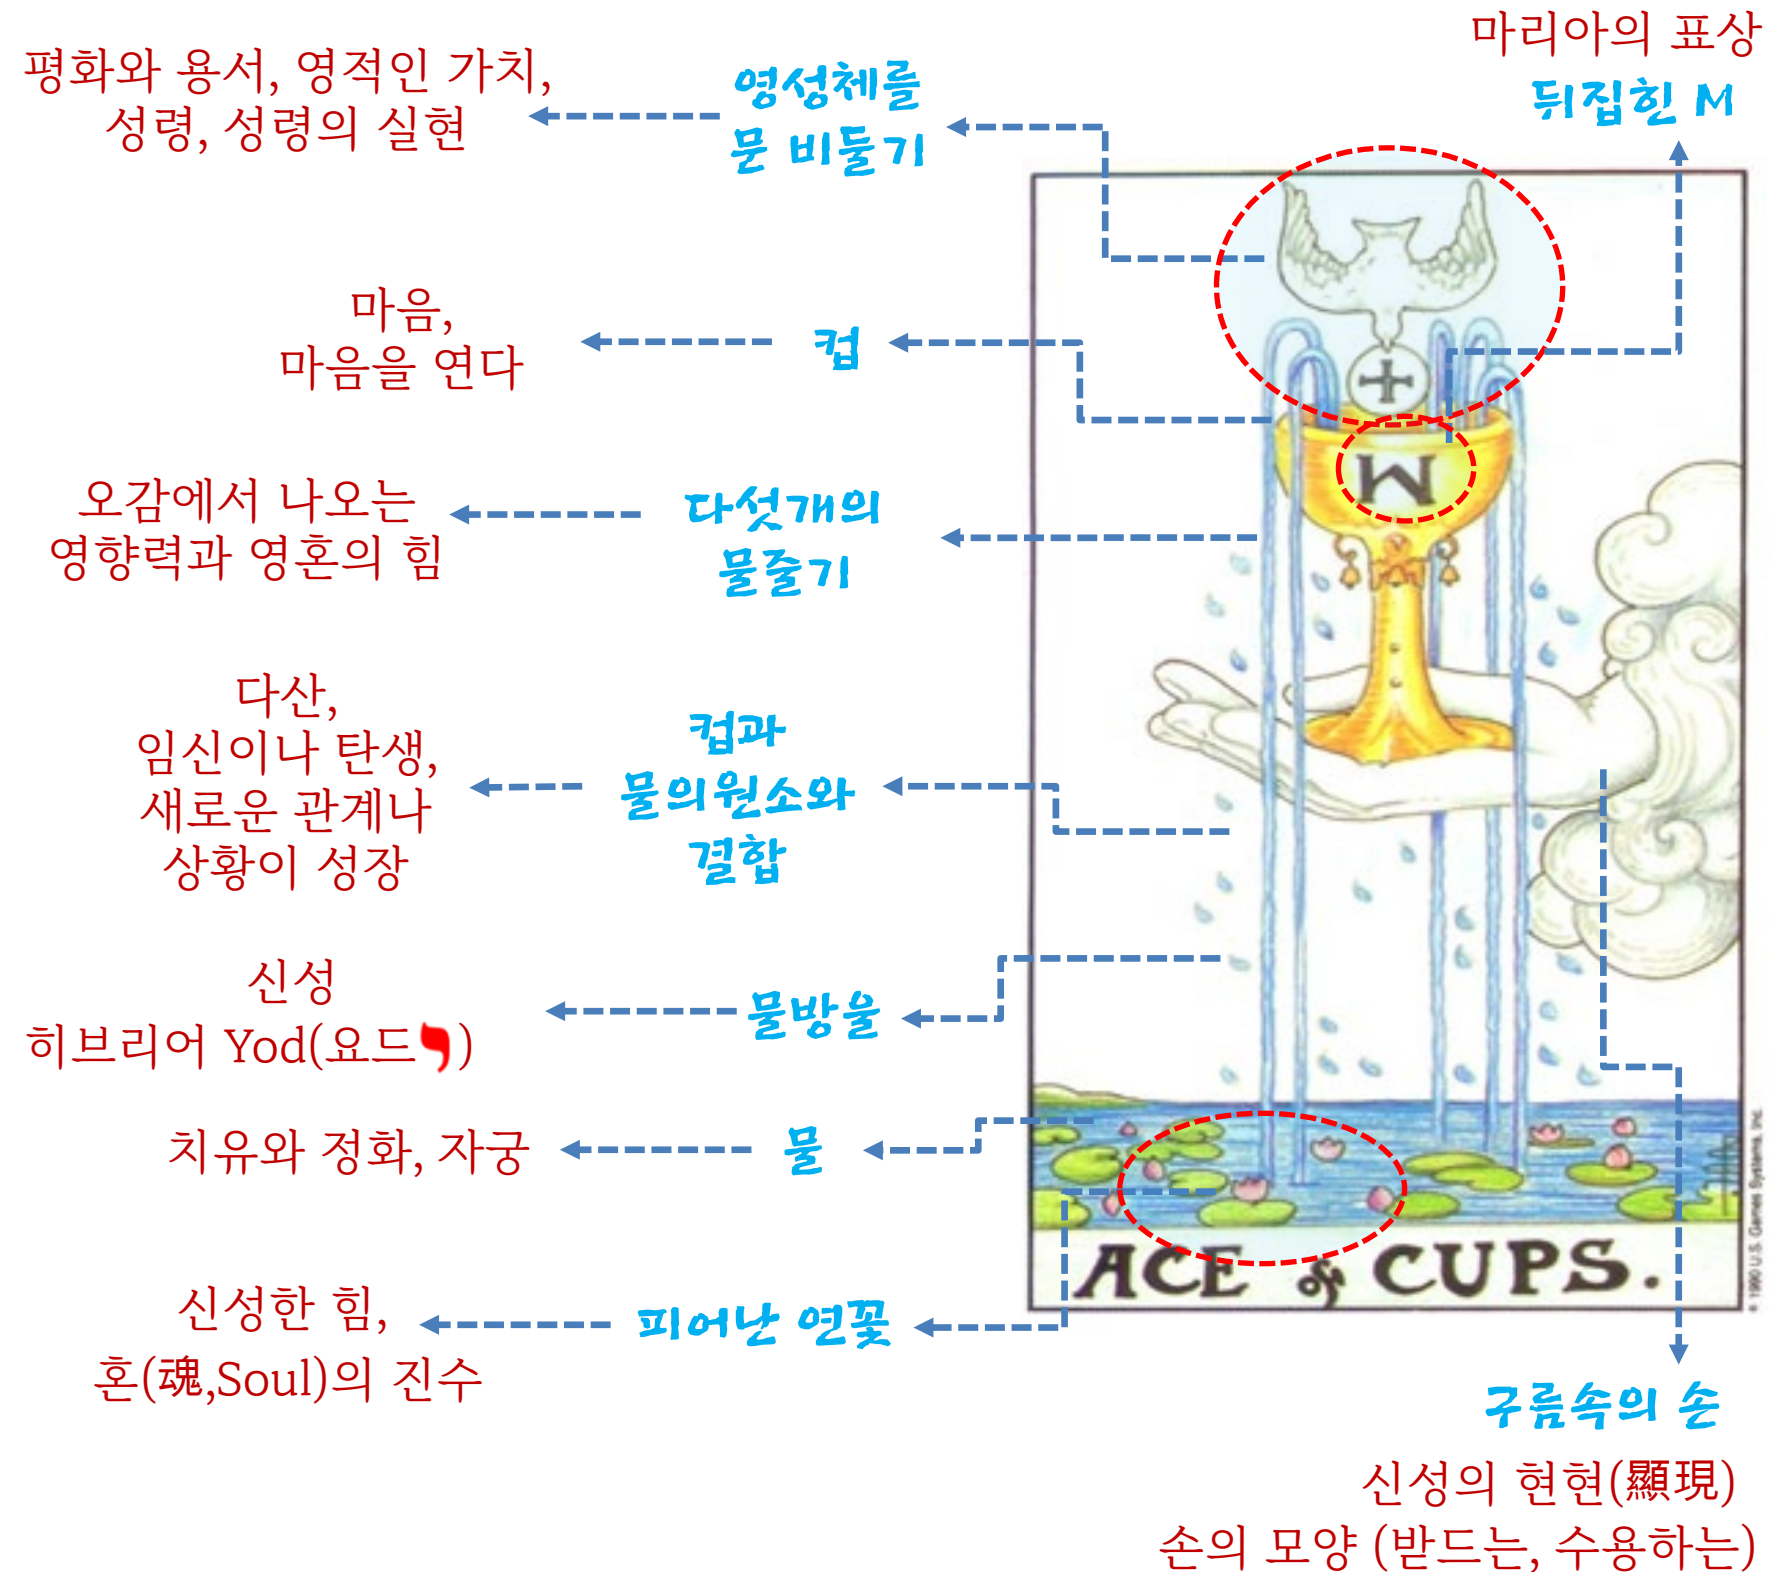 마리아의 표상
뒤집힌 M
평화와 용서, 영적인 가치,
성령, 성령의 실현
영성체를
문 비둘기
마음,
마음을 연다
컵
오감에서 나오는
영향력과 영혼의 힘
다섯개의
물줄기
다산,
임신이나 탄생,
새로운 관계나
상황이 성장
컵과
물의원소와
결합
신성
히브리어 Yod(요드י)
물방울
치유와 정화, 자궁
물
신성한 힘,
혼(魂,Soul)의 진수
피어난 연꽃
W
ACE of CUPS.
© 1990 U.S. Games Systems, Inc.
구름속의 손
신성의 현현(顯現)
손의 모양 (받드는, 수용하는)